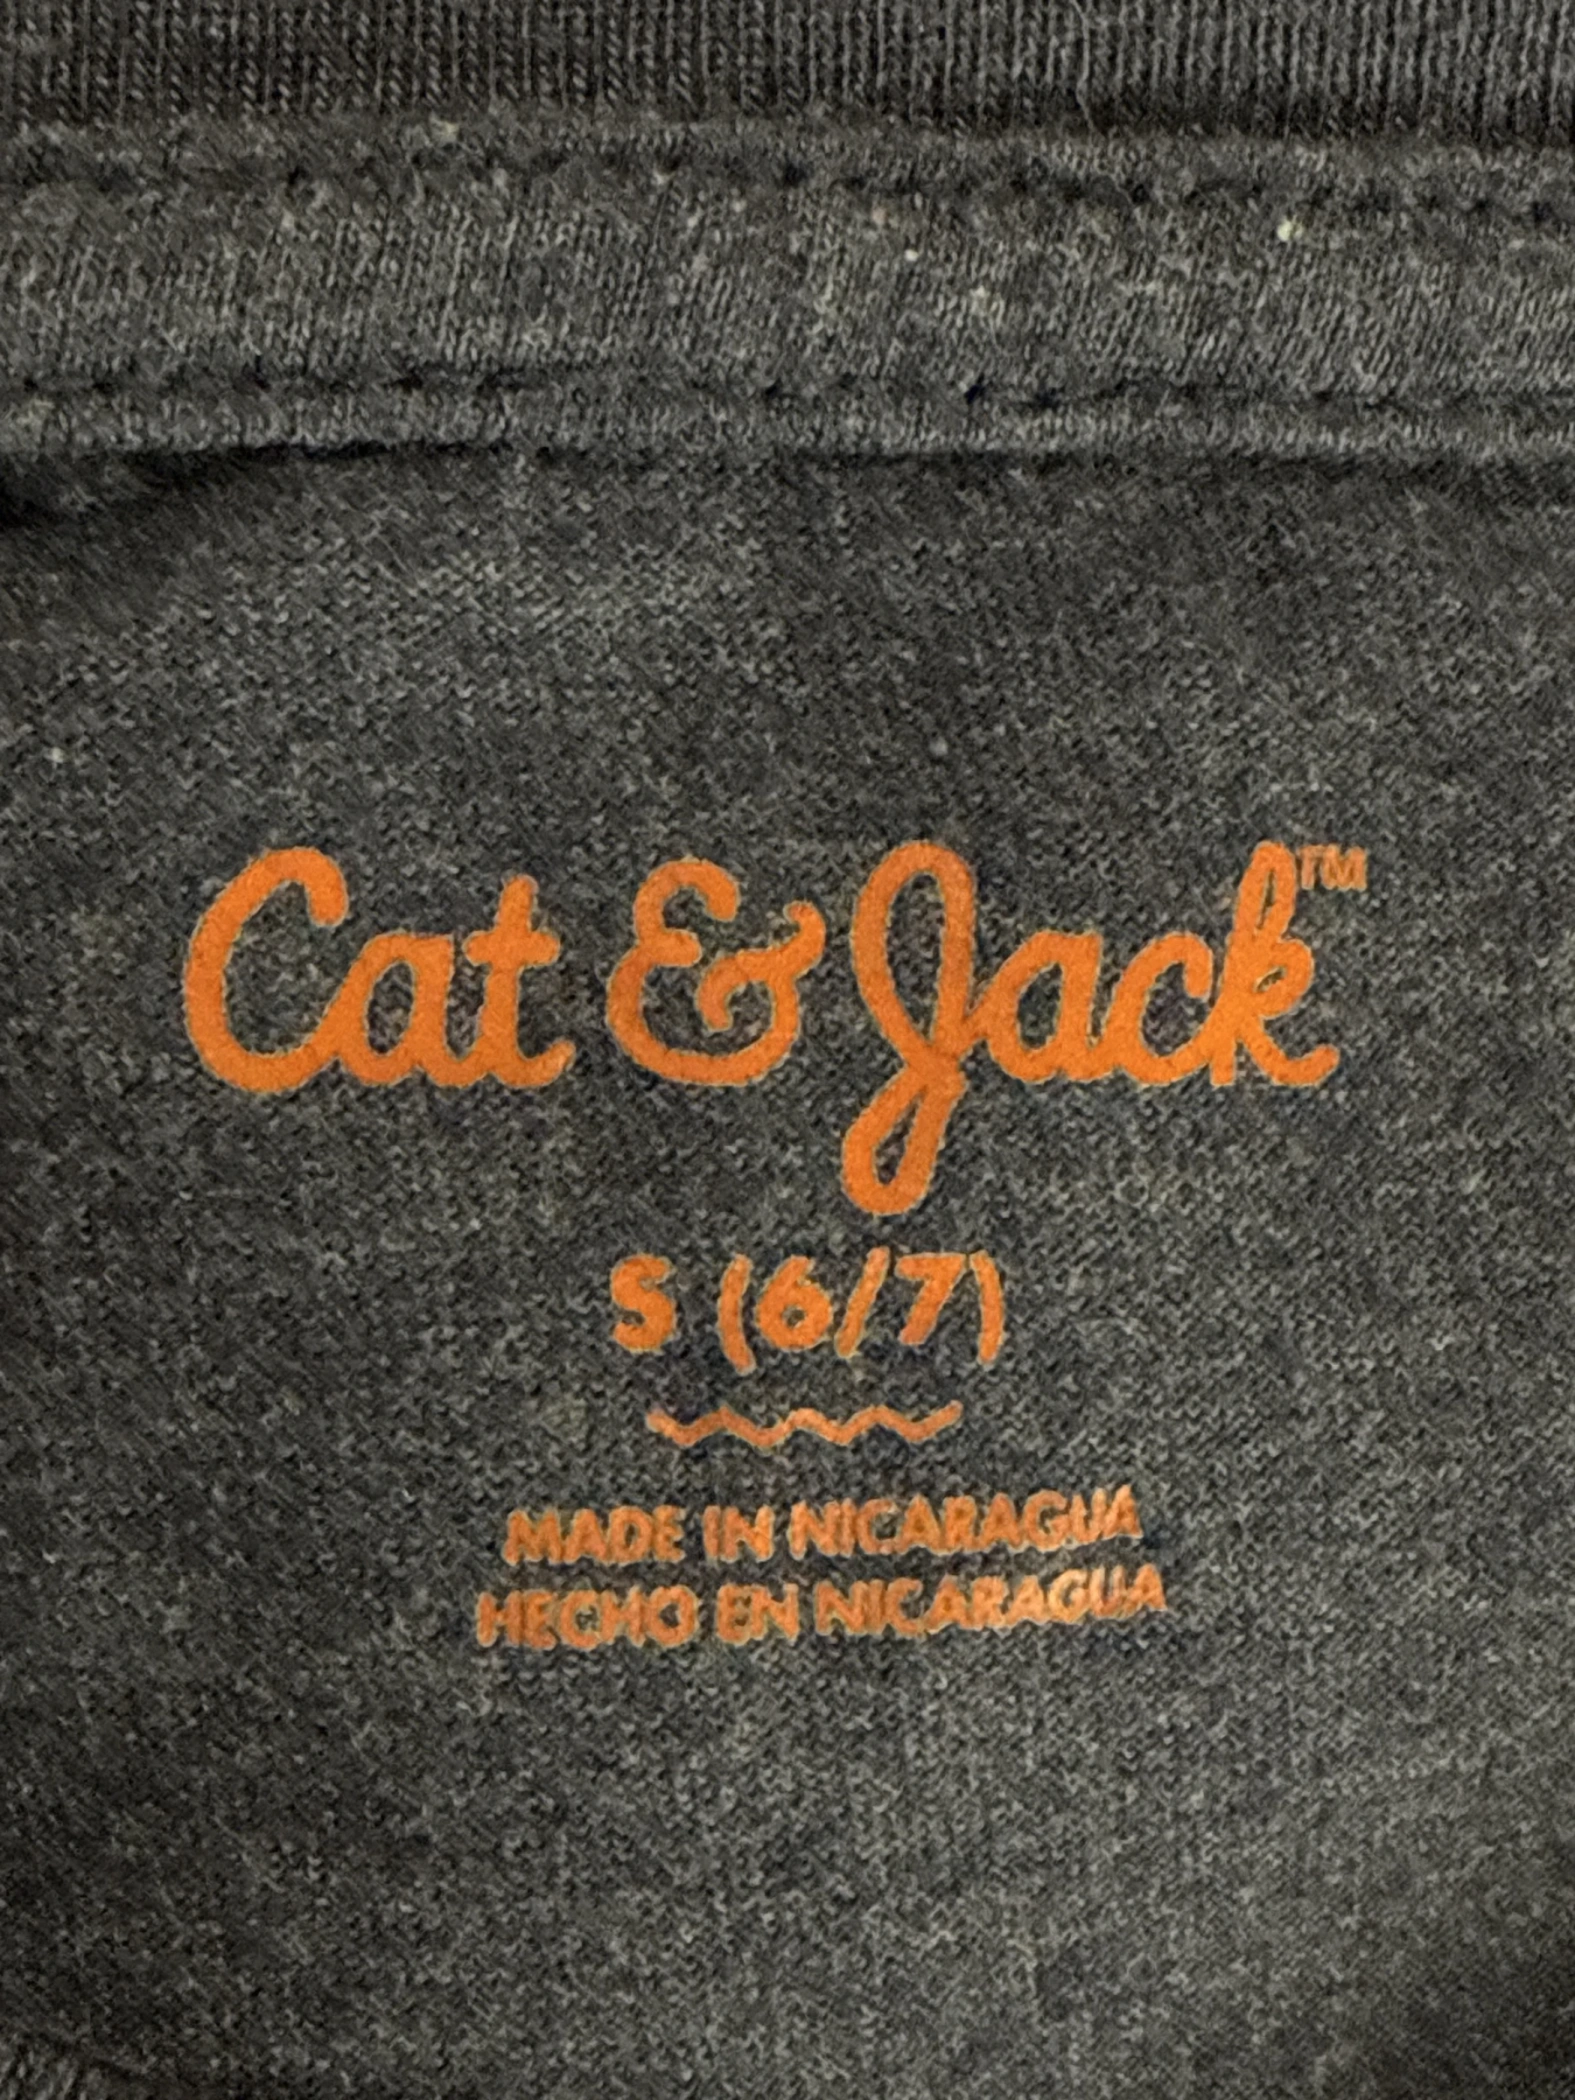 Cat & Jack™
S (6/7)
MADE IN NICARAGUA
HECHO EN NICARAGUA